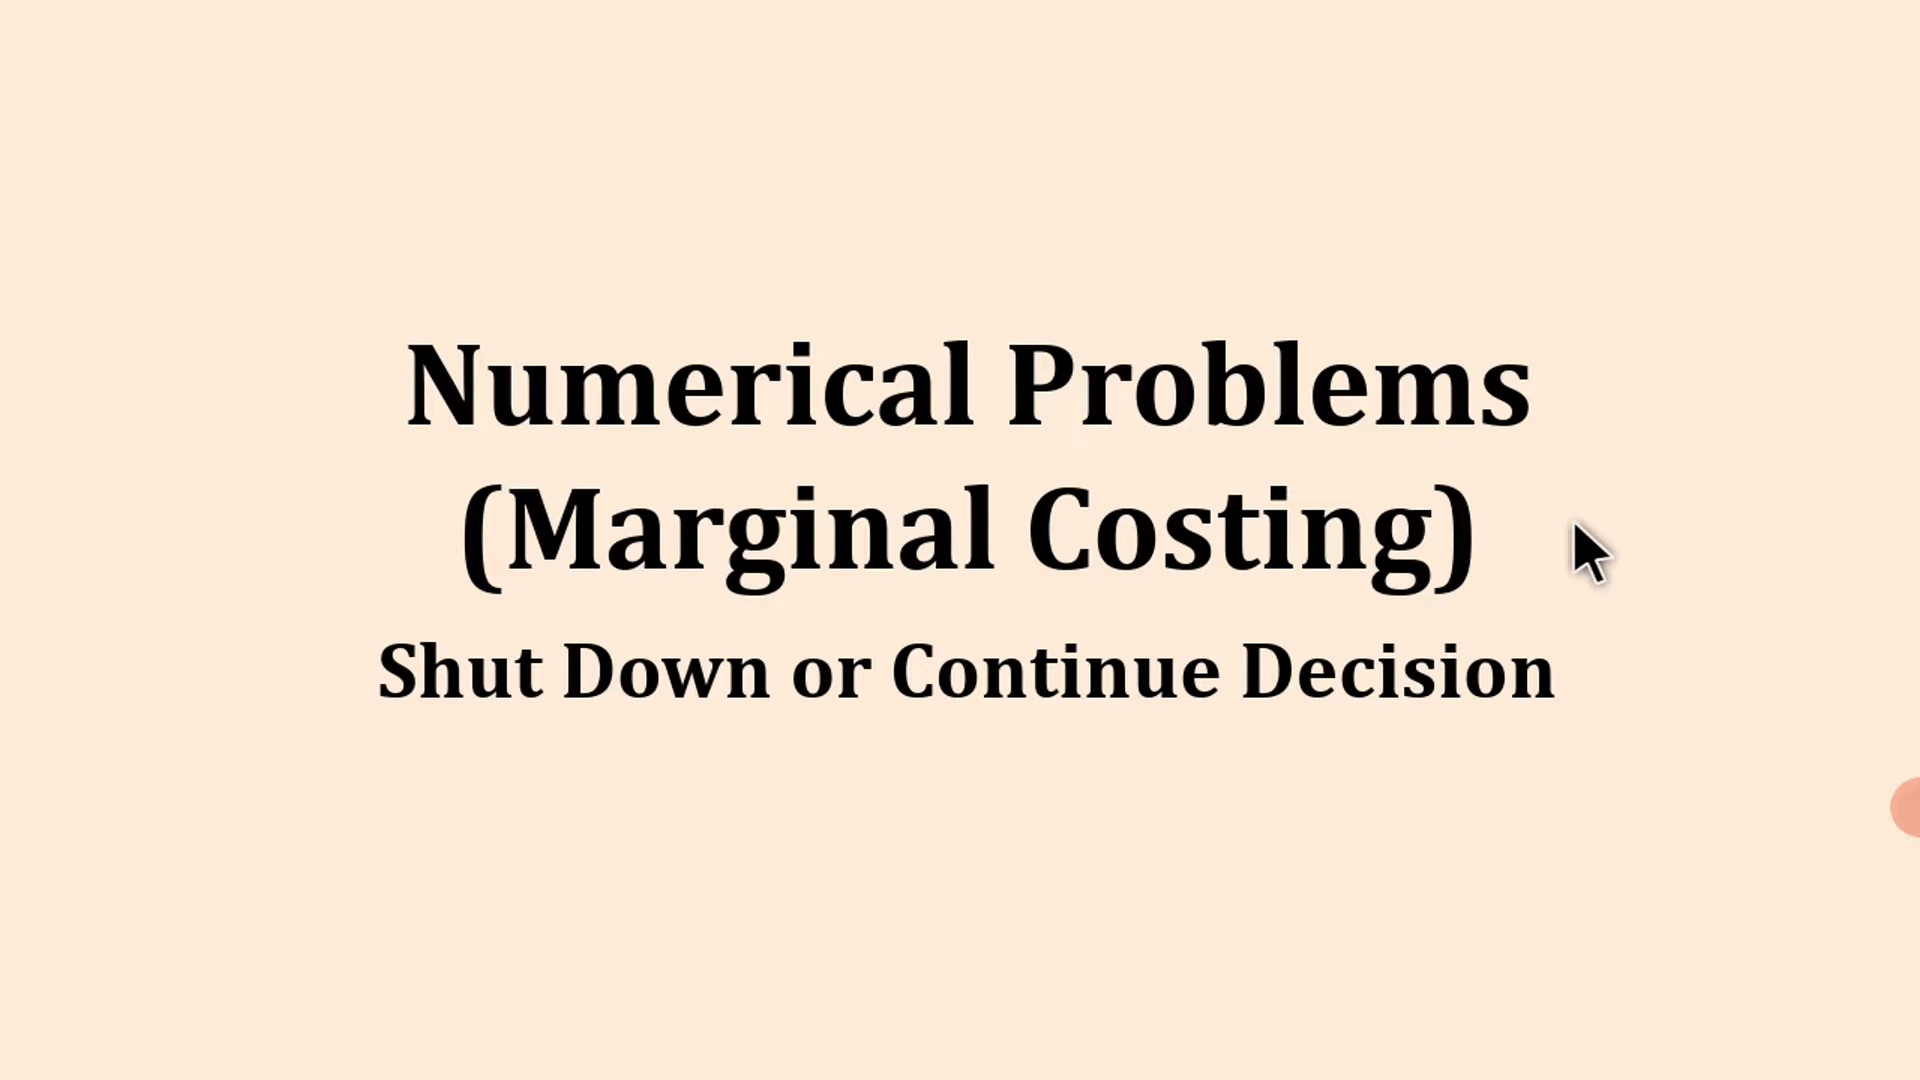 Numerical Problems
(Marginal Costing)
Shut Down or Continue Decision